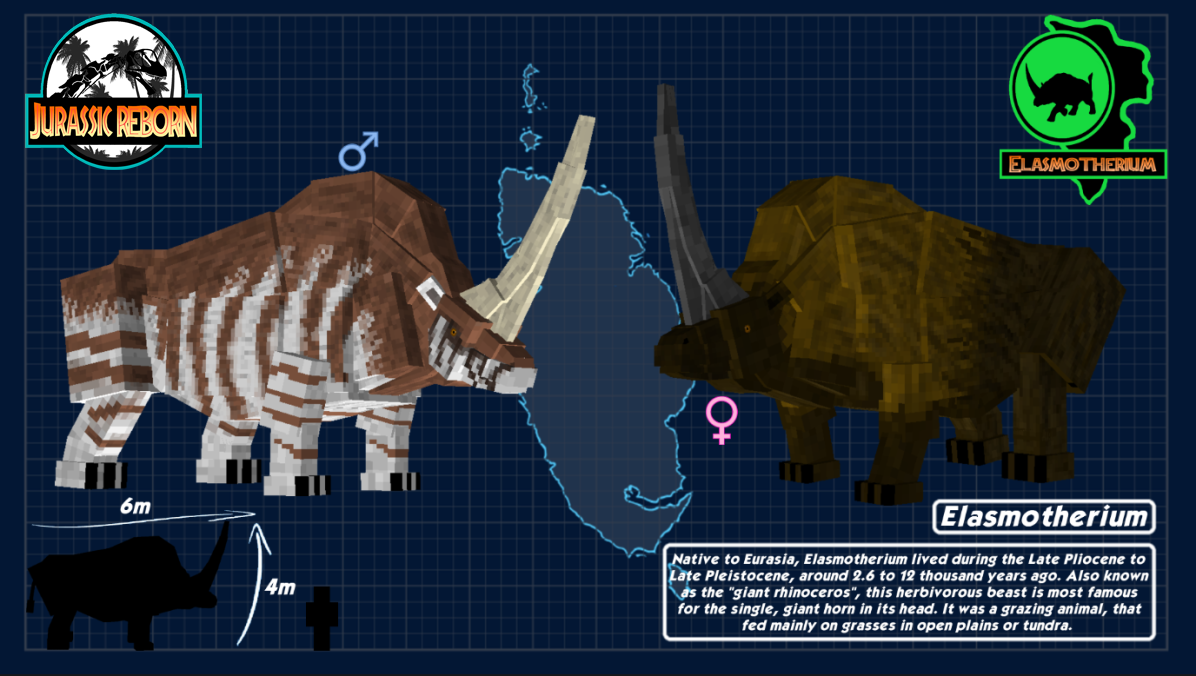 JURASSIC REBORN
ELASMOTHERIUM
6m
4m
Elasmotherium
Native to Eurasia, Elasmotherium lived during the Late Pliocene to
Late Pleistocene, around 2.6 to 12 thousand years ago. Also known
as the "giant rhinoceros", this herbivorous beast is most famous
for the single, giant horn in its head. It was a grazing animal, that
fed mainly on grasses in open plains or tundra.